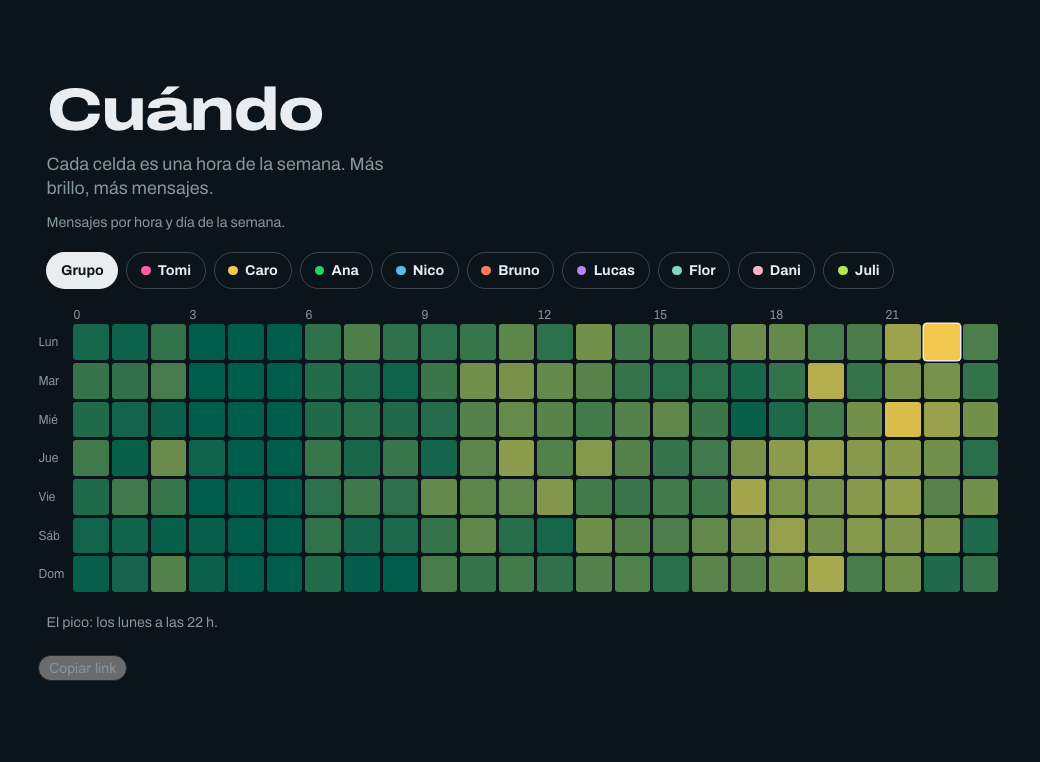 Cuándo
Cada celda es una hora de la semana. Más
brillo, más mensajes.
Mensajes por hora y día de la semana.
Grupo Tomi Caro Ana Nico Bruno Lucas Flor Dani Juli
0 3 6 9 12 15 18 21
Lun
Mar
Mié
Jue
Vie
Sáb
Dom
El pico: los lunes a las 22 h.
Copiar link